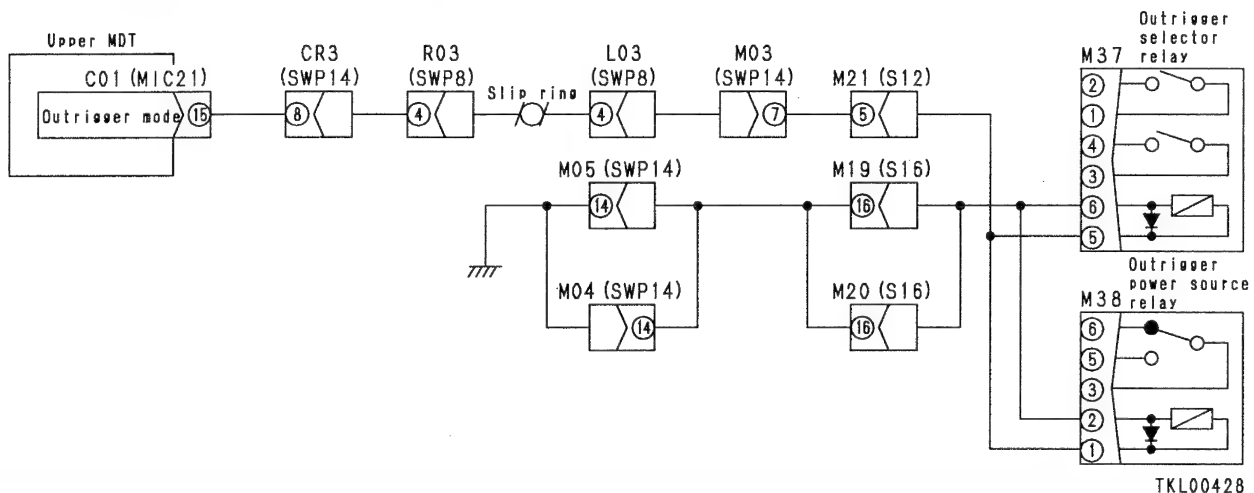 Upper MDT
C01 (MIC21)
Outrigger mode
15
CR3
(SWP14)
8
R03
(SWP8)
4
Slip ring
L03
(SWP8)
4
M03
(SWP14)
7
M21 (S12)
5
M05 (SWP14)
14
M04 (SWP14)
14
M19 (S16)
16
M20 (S16)
16
Outrigger
selector
relay
M37
2
1
4
3
6
5
Outrigger
power source
relay
M38
6
5
3
2
1
TKL00428